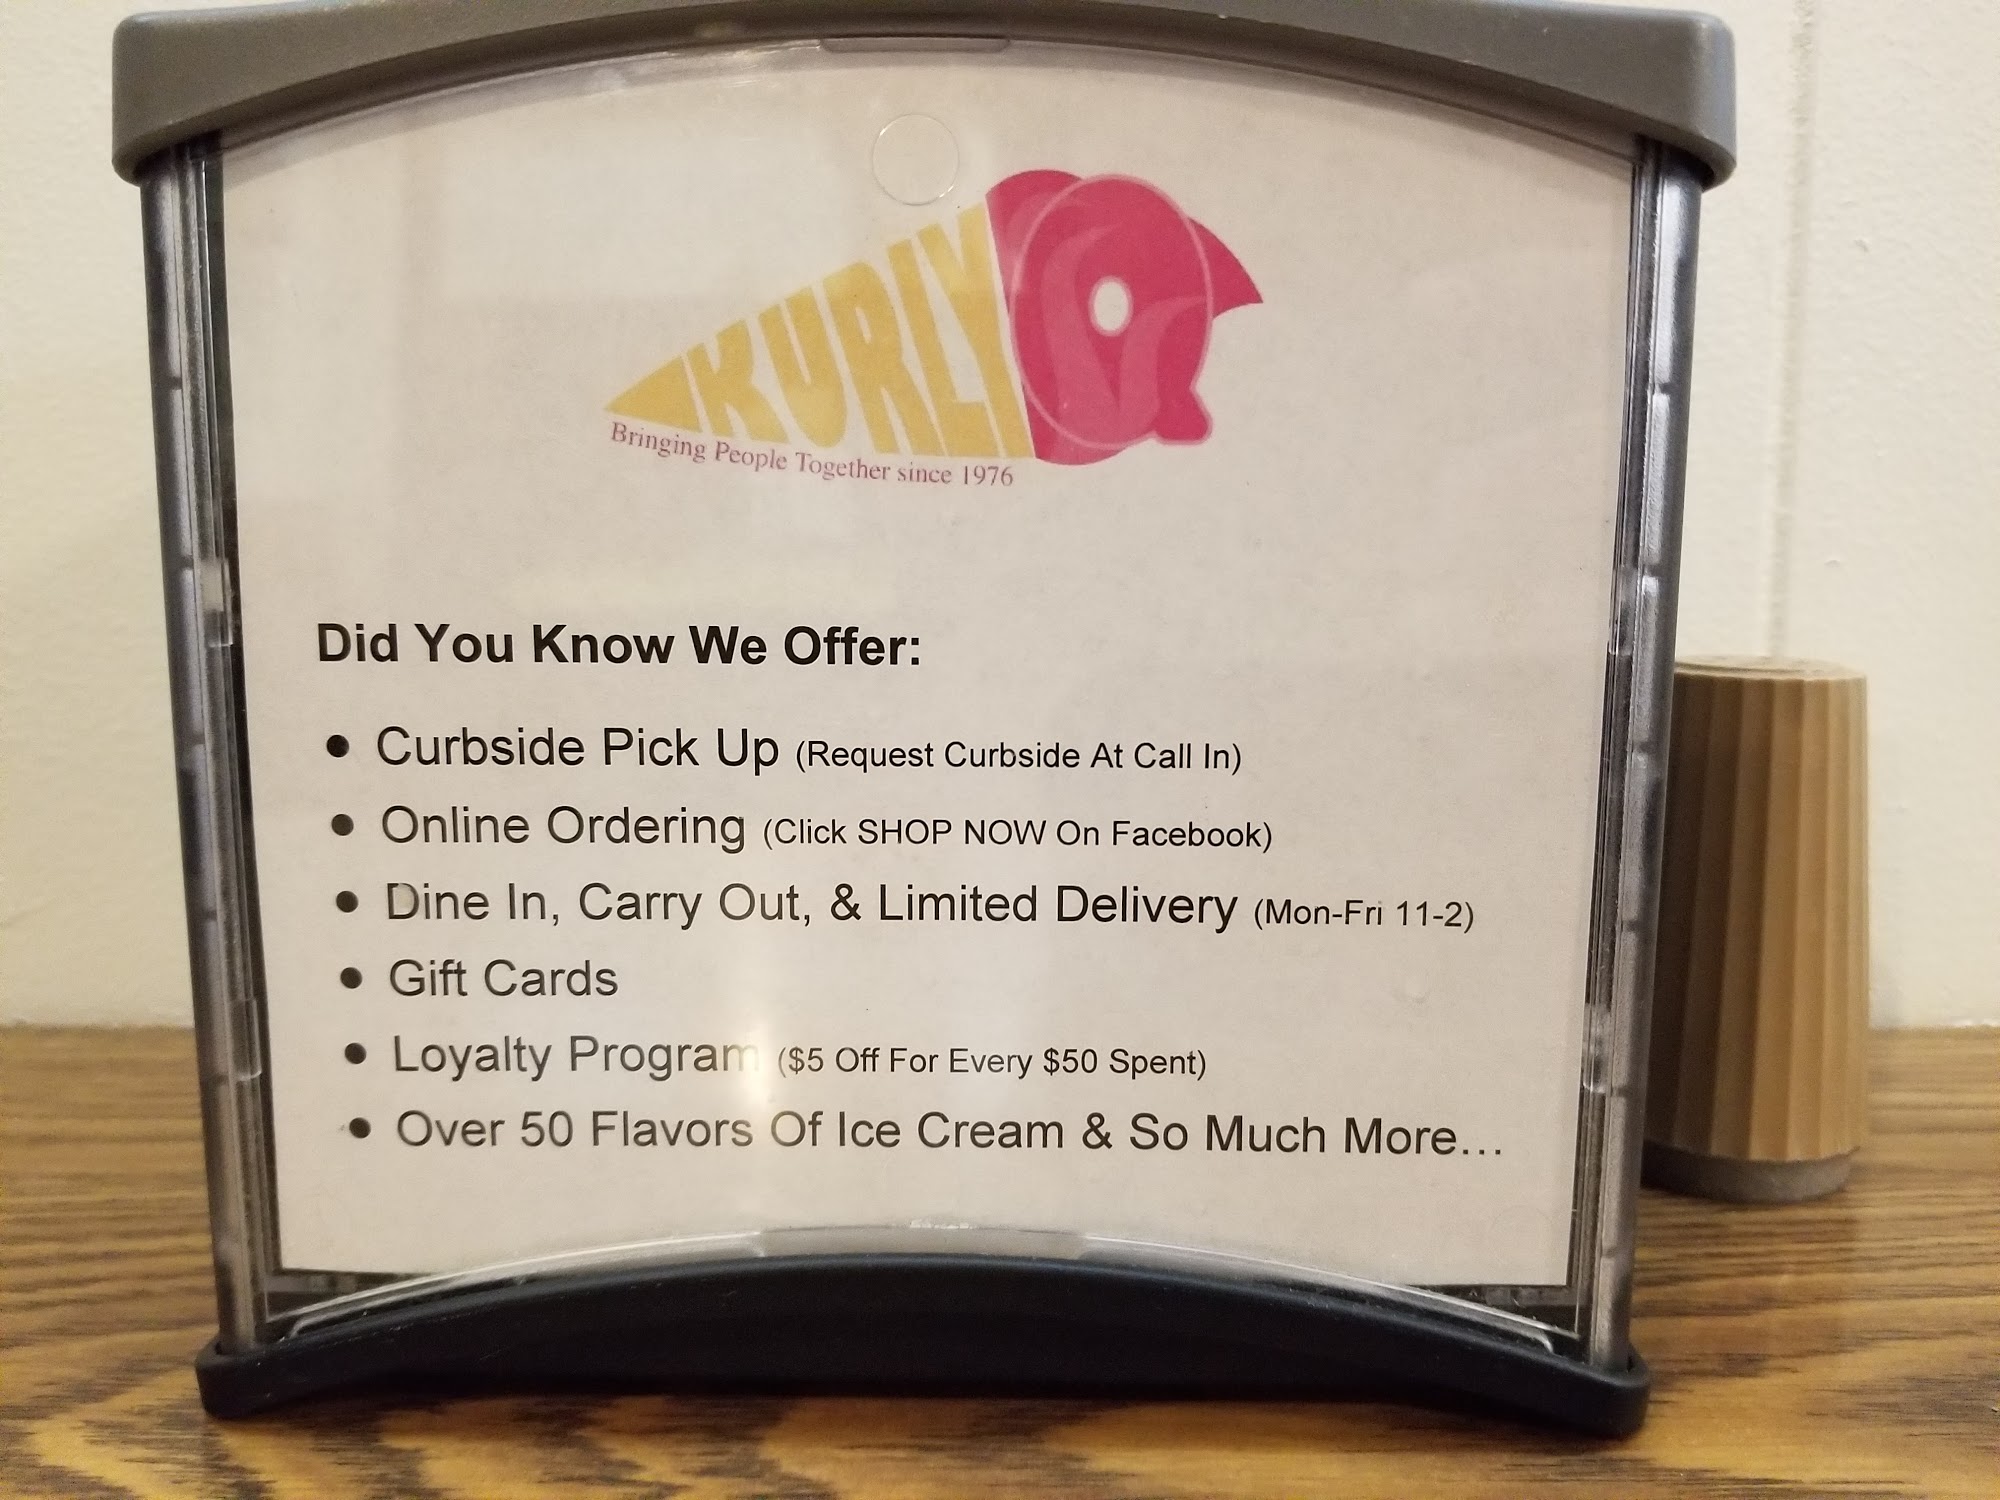 KURLYQ
Bringing People Together since 1976
Did You Know We Offer:
• Curbside Pick Up (Request Curbside At Call In)
• Online Ordering (Click SHOP NOW On Facebook)
• Dine In, Carry Out, & Limited Delivery (Mon-Fri 11-2)
• Gift Cards
• Loyalty Program ($5 Off For Every $50 Spent)
• Over 50 Flavors Of Ice Cream & So Much More...